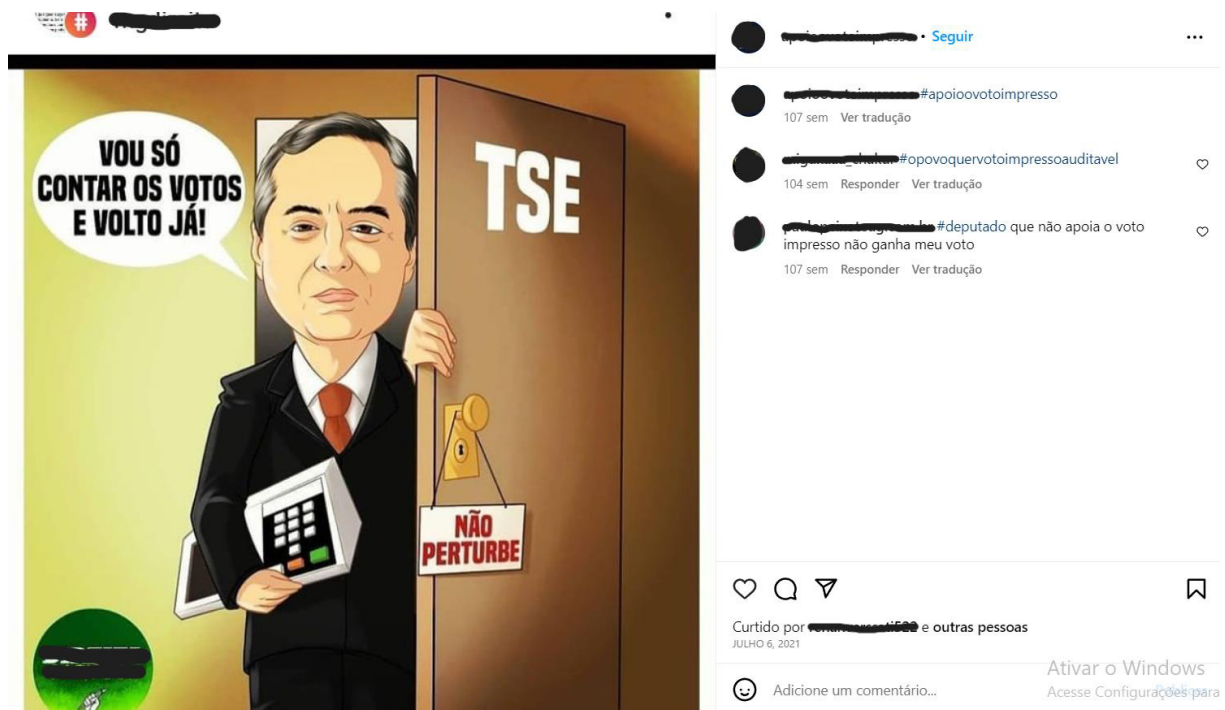 #
• Seguir
VOU SÓ
CONTAR OS VOTOS
E VOLTO JÁ!
TSE
NÃO
PERTURBE
#apoioovotoimpresso
107 sem Ver tradução
#opovoquervotoimpressoauditavel
104 sem Responder Ver tradução
#deputado que não apoia o voto
impresso não ganha meu voto
107 sem Responder Ver tradução
Curtido por e outras pessoas
JULHO 6, 2021
Adicione um comentário...
Ativar o Windows
Acesse Configurações para